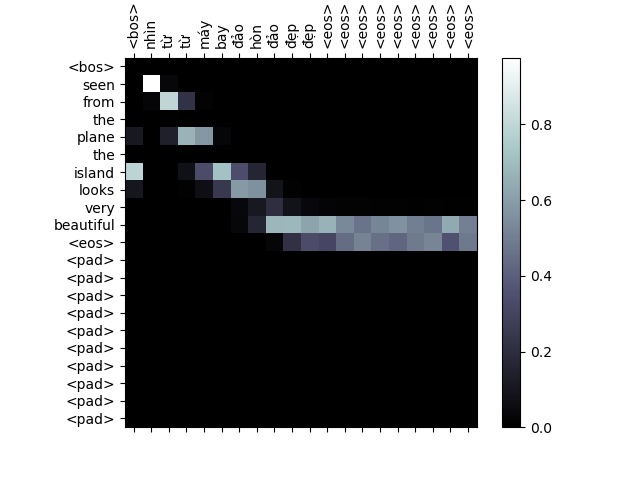 <bos> nhìn từ từ máy bay đảo hòn đảo đẹp đẹp <eos> <eos> <eos> <eos> <eos> <eos> <eos> <eos> <eos>
<bos>
seen
from
the
plane
the
island
looks
very
beautiful
<eos>
<pad>
<pad>
<pad>
<pad>
<pad>
<pad>
<pad>
<pad>
<pad>
0.8
0.6
0.4
0.2
0.0